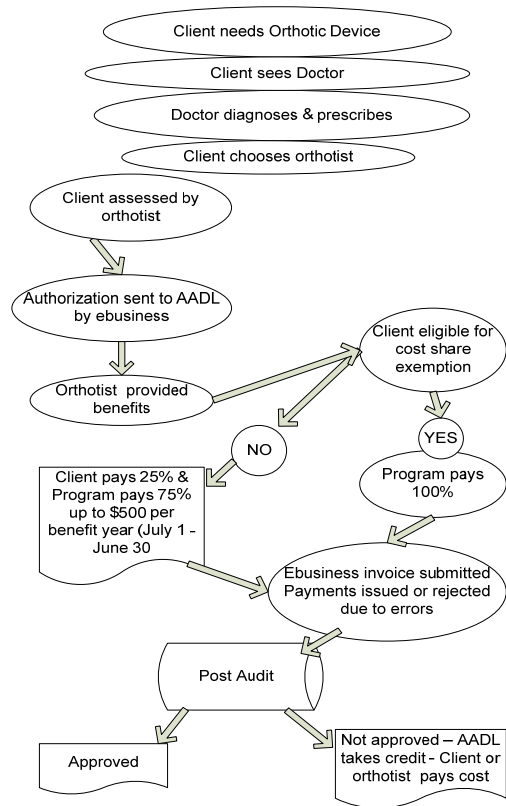 Client needs Orthotic Device
Client sees Doctor
Doctor diagnoses & prescribes
Client chooses orthotist
Client assessed by
orthotist
Authorization sent to AADL
by ebusiness
Orthotist provided
benefits
Client eligible for
cost share
exemption
NO
YES
Client pays 25% &
Program pays 75%
up to $500 per
benefit year (July 1 –
June 30
Program pays
100%
Ebusiness invoice submitted
Payments issued or rejected
due to errors
Post Audit
Approved
Not approved – AADL
takes credit - Client or
orthotist pays cost